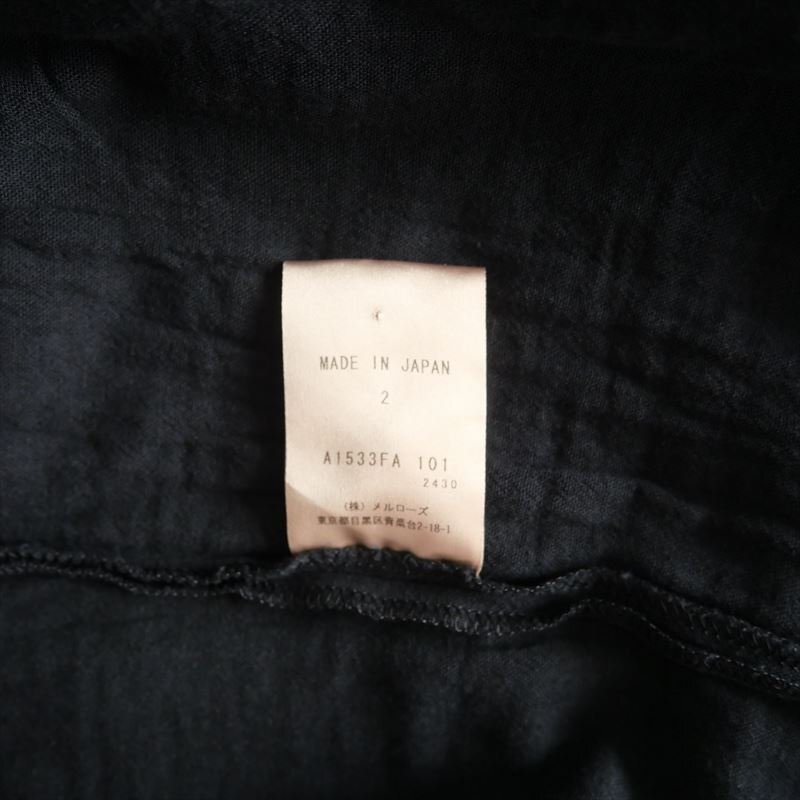 MADE IN JAPAN
2
A1533FA 101
2430
(株) メルローズ
東京都目黒区青葉台2-18-1